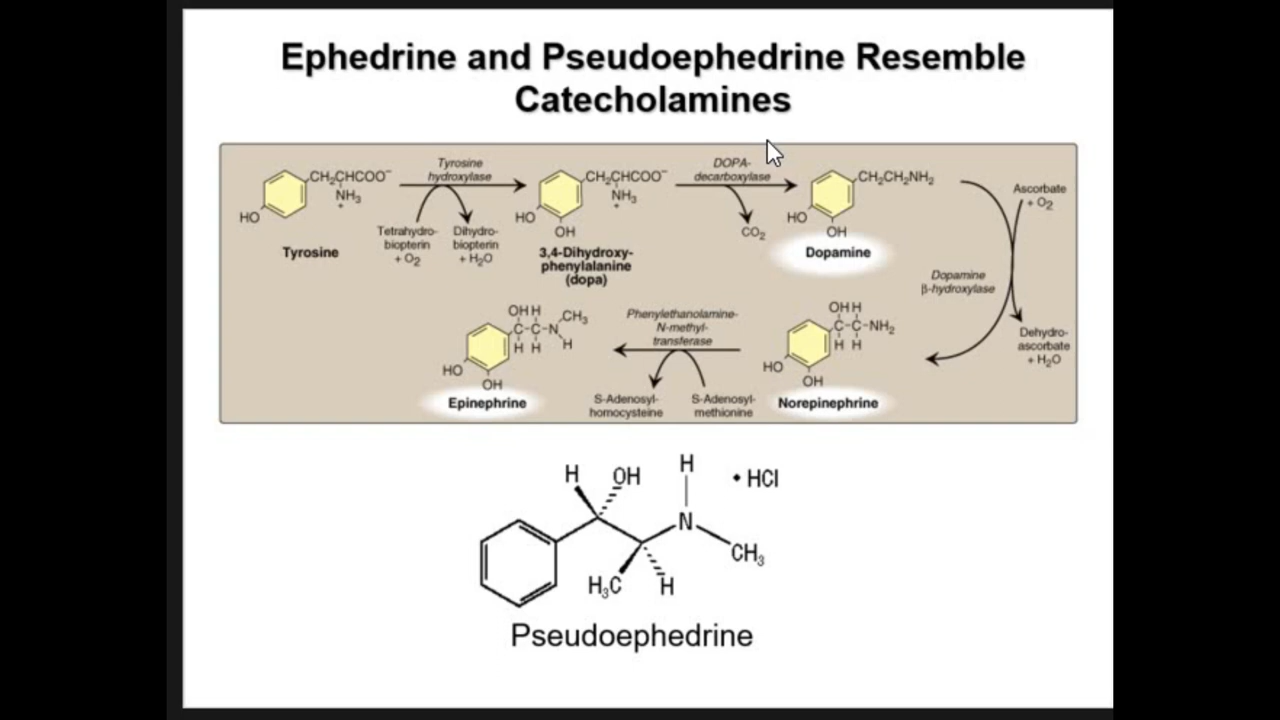 Ephedrine and Pseudoephedrine Resemble
Catecholamines
CH₂CHCOO⁻
NH₃
+
HO
Tyrosine
Tyrosine
hydroxylase
Tetrahydro-
biopterin
+ O₂
Dihydro-
biopterin
+ H₂O
CH₂CHCOO⁻
NH₃
+
HO
OH
3,4-Dihydroxy-
phenylalanine
(dopa)
DOPA-
decarboxylase
CO₂
CH₂CH₂NH₂
HO
OH
Dopamine
Ascorbate
+ O₂
Dopamine
β-hydroxylase
Dehydro-
ascorbate
+ H₂O
OH H
C-C-NH₂
H H
HO
OH
Norepinephrine
Phenylethanolamine-
N-methyl-
transferase
S-Adenosyl-
homocysteine
S-Adenosyl-
methionine
OH H
CH₃
C-C-N
H H
H
HO
OH
Epinephrine
H
OH
H
• HCl
N
CH₃
H₃C
H
Pseudoephedrine